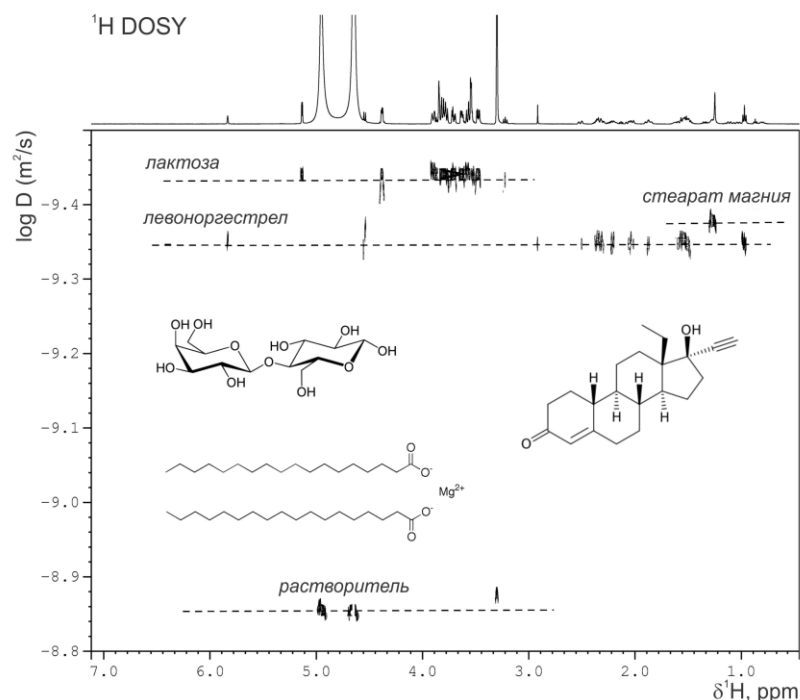 ¹H DOSY
log D (m²/s)
лактоза
стеарат магния
левоноргестрел
-9.4
-9.3
-9.2
-9.1
-9.0
-8.9
-8.8
OH
OH
O
HO
OH
O
HO
OH
O
OH
OH
OH
H
H
H
H
O
O
O⁻
Mg²⁺
O⁻
O
растворитель
7.0
6.0
5.0
4.0
3.0
2.0
1.0
δ¹H, ppm